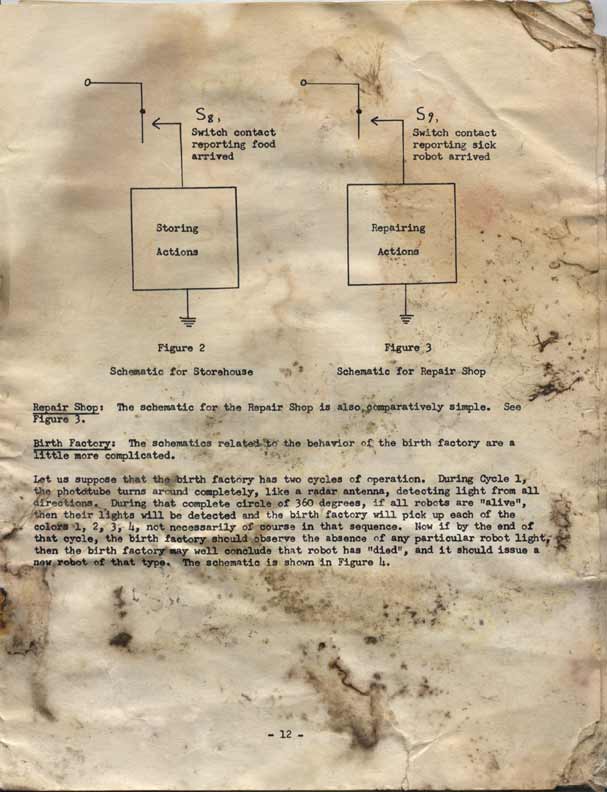 S8,
Switch contact
reporting food
arrived
S9,
Switch contact
reporting sick
robot arrived
Storing
Actions
Repairing
Actions
Figure 2
Schematic for Storehouse
Figure 3
Schematic for Repair Shop
Repair Shop: The schematic for the Repair Shop is also comparatively simple. See
Figure 3.
Birth Factory: The schematics related to the behavior of the birth factory are a
little more complicated.
Let us suppose that the birth factory has two cycles of operation. During Cycle 1,
the phototube turns around completely, like a radar antenna, detecting light from all
directions. During that complete circle of 360 degrees, if all robots are "alive",
then their lights will be detected and the birth factory will pick up each of the
colors 1, 2, 3, 4, not necessarily of course in that sequence. Now if by the end of
that cycle, the birth factory should observe the absence of any particular robot light,
then the birth factory may well conclude that robot has "died", and it should issue a
new robot of that type. The schematic is shown in Figure 4.
- 12 -